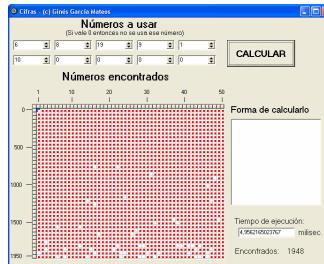 Cifras - (c) Ginés García Mateos
Números a usar
(Si vale 0 entonces no se usa ese número)
6 8 19 9 1
10 0 0 0 0
CALCULAR
Números encontrados
1 10 20 30 40 50
Forma de calcularlo
0
500
1000
1500
1950
Tiempo de ejecución:
4,9562165023767 milisec.
Encontrados: 1948